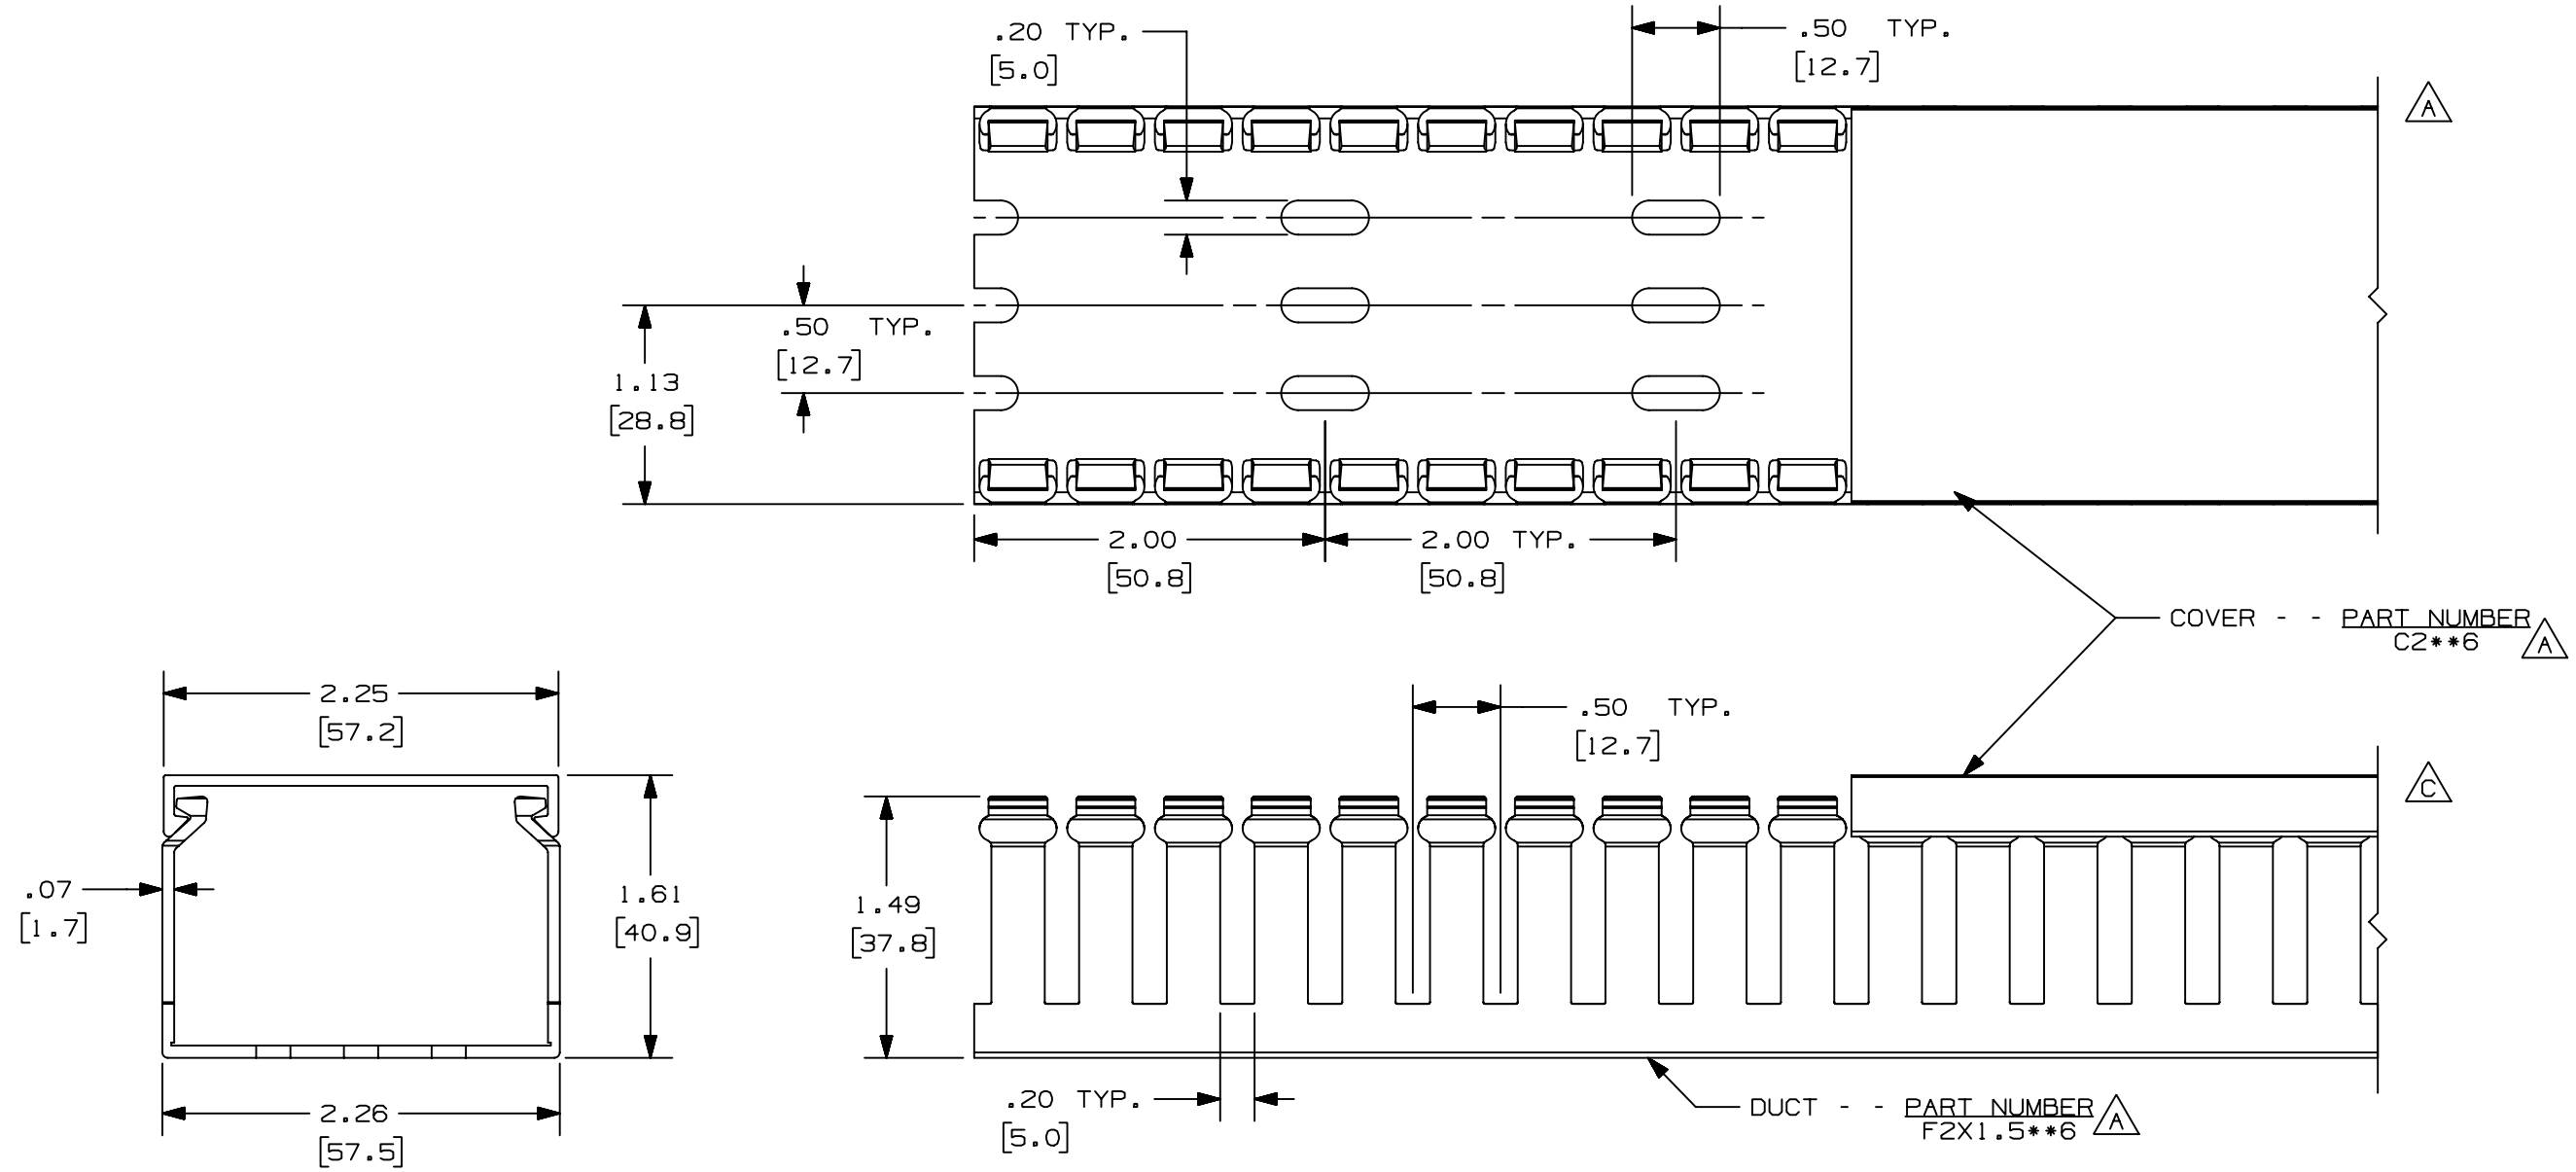 .20 TYP.
[5.0]
.50 TYP.
[12.7]
A
.50 TYP.
[12.7]
1.13
[28.8]
2.00
[50.8]
2.00 TYP.
[50.8]
COVER - - PART NUMBER
C2**6
A
2.25
[57.2]
.50 TYP.
[12.7]
C
.07
[1.7]
1.61
[40.9]
1.49
[37.8]
2.26
[57.5]
.20 TYP.
[5.0]
DUCT - - PART NUMBER
F2X1.5**6
A